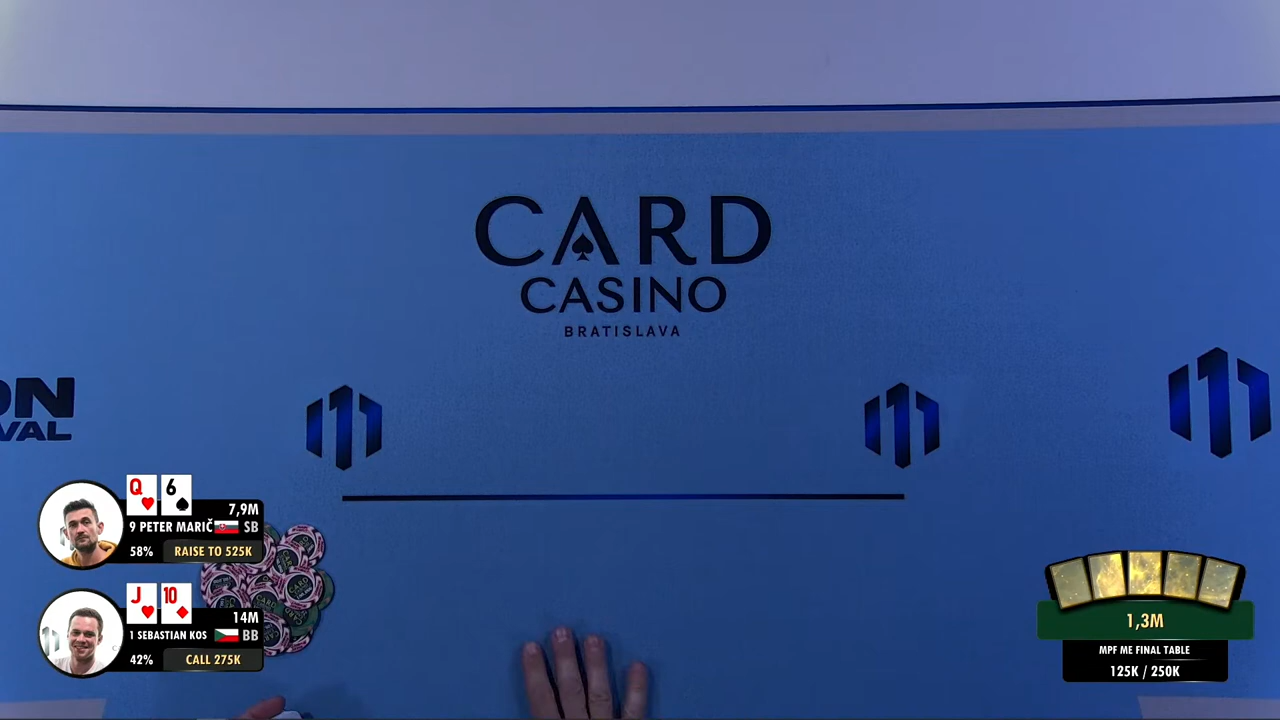 CARD
CASINO
BRATISLAVA
ON
VAL
Q 6
7,9M
9 PETER MARIČ SB
58% RAISE TO 525K
J 10
14M
1 SEBASTIAN KOS BB
42% CALL 275K
1,3M
MPF ME FINAL TABLE
125K / 250K